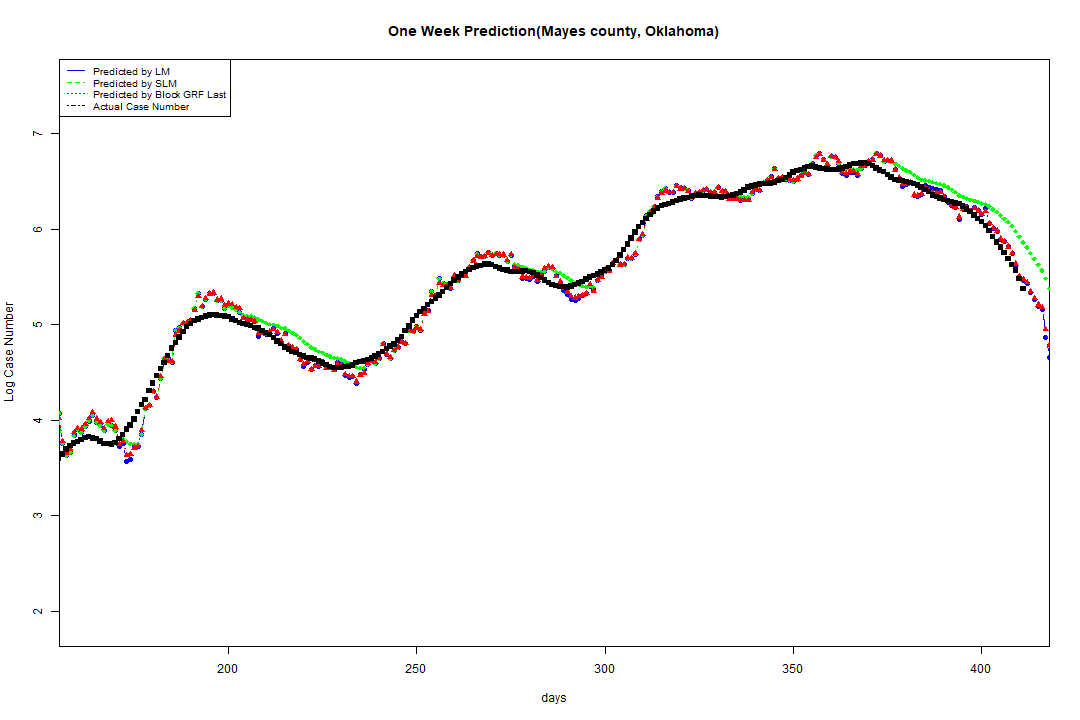 One Week Prediction(Mayes county, Oklahoma)
Predicted by LM
Predicted by SLM
Predicted by Block GRF Last
Actual Case Number
7
6
5
4
3
2
Log Case Number
200 250 300 350 400
days